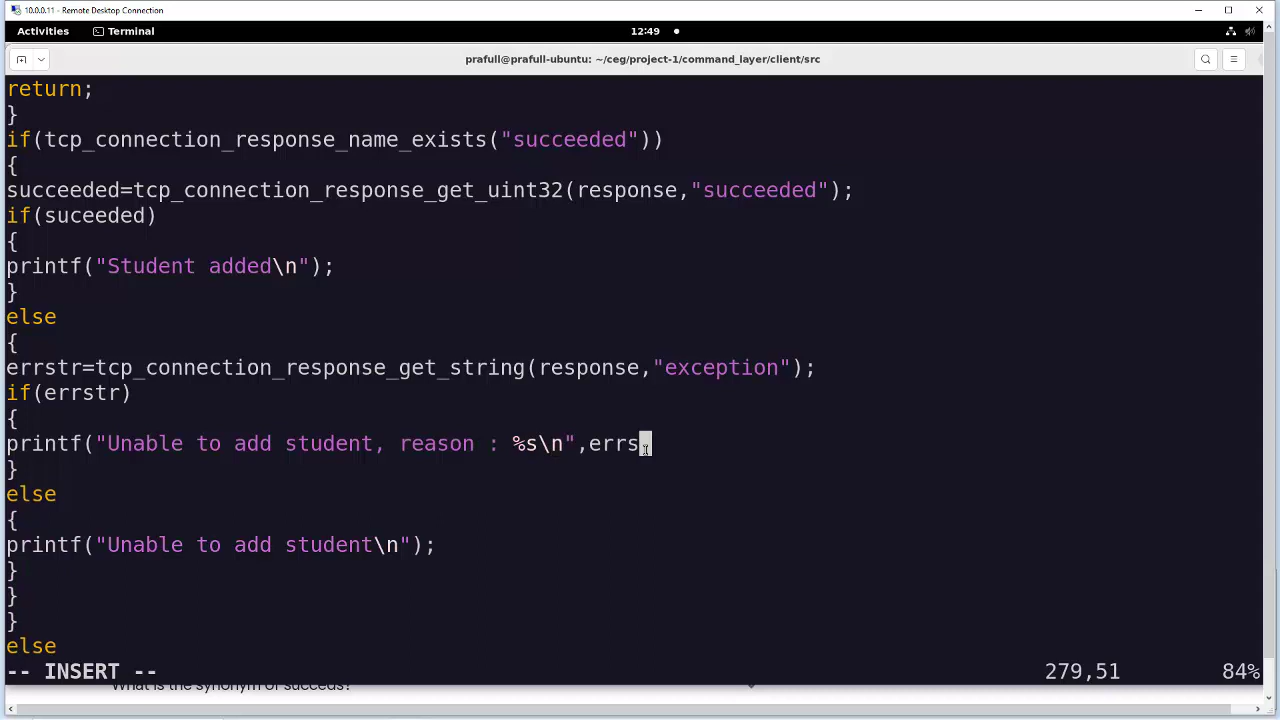 10.0.0.11 - Remote Desktop Connection
Activities Terminal 12:49
prafull@prafull-ubuntu: ~/ceg/project-1/command_layer/client/src
return;
}
if(tcp_connection_response_name_exists("succeeded"))
{
succeeded=tcp_connection_response_get_uint32(response,"succeeded");
if(suceeded)
{
printf("Student added\n");
}
else
{
errstr=tcp_connection_response_get_string(response,"exception");
if(errstr)
{
printf("Unable to add student, reason : %s\n",errs
}
else
{
printf("Unable to add student\n");
}
}
}
else
-- INSERT -- 279,51 84%
What is the synonym of succeds?